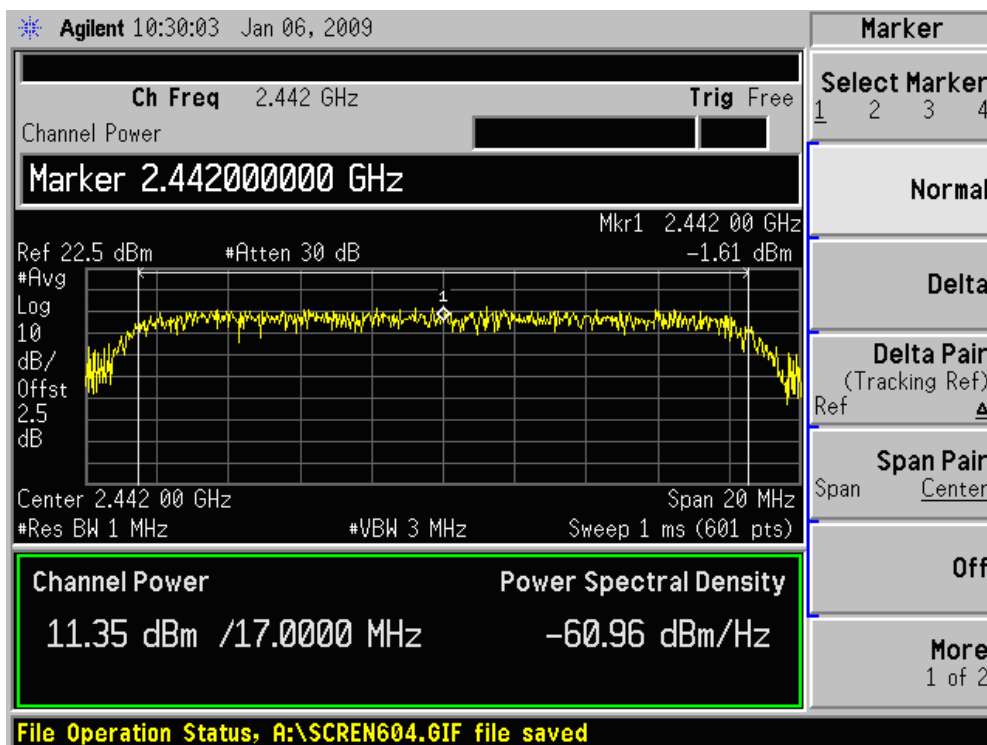 Agilent 10:30:03 Jan 06, 2009
Marker
Ch Freq 2.442 GHz
Trig Free
Channel Power
Marker 2.442000000 GHz
Mkr1 2.442 00 GHz
Ref 22.5 dBm #Atten 30 dB -1.61 dBm
#Avg
Log
10
dB/
Offst
2.5
dB
1
Center 2.442 00 GHz Span 20 MHz
#Res BW 1 MHz #VBW 3 MHz Sweep 1 ms (601 pts)
Channel Power Power Spectral Density
11.35 dBm /17.0000 MHz -60.96 dBm/Hz
File Operation Status, A:\SCREN604.GIF file saved
Select Marker
1 2 3 4
Normal
Delta
Delta Pair
(Tracking Ref)
Ref Δ
Span Pair
Span Center
Off
More
1 of 2